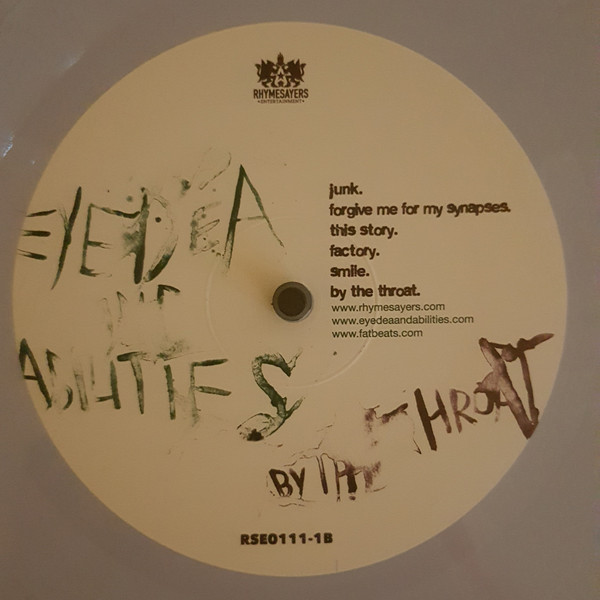 RHYMESAYERS
ENTERTAINMENT
EYEDEA
AND
ABILITIES
junk.
forgive me for my synapses.
this story.
factory.
smile.
by the throat.
www.rhymesayers.com
www.eyedeaandabilities.com
www.fatbeats.com
BY THE THROAT
RSE0111-1B